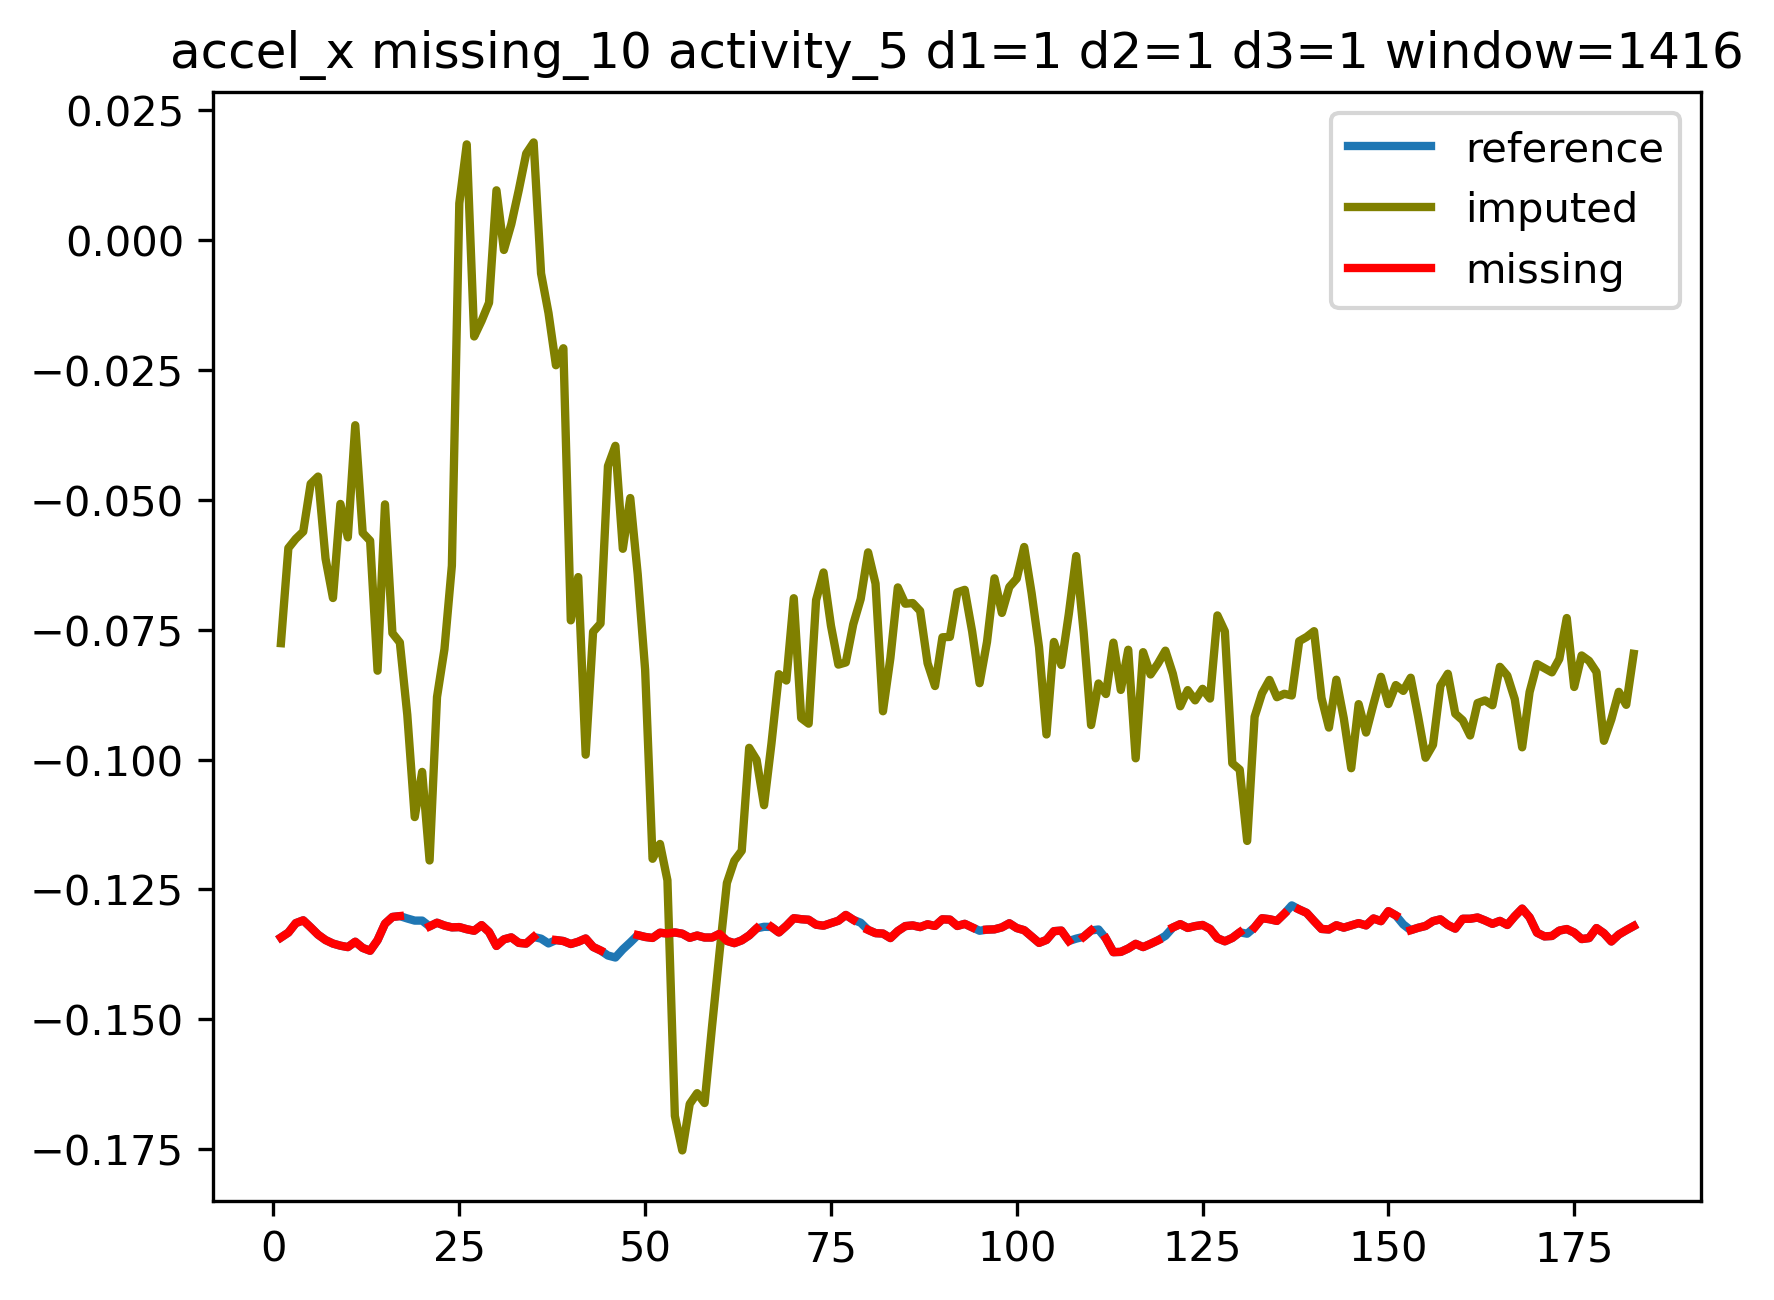 accel_x missing_10 activity_5 d1=1 d2=1 d3=1 window=1416
reference
imputed
missing
0.025
0.000
−0.025
−0.050
−0.075
−0.100
−0.125
−0.150
−0.175
0 25 50 75 100 125 150 175